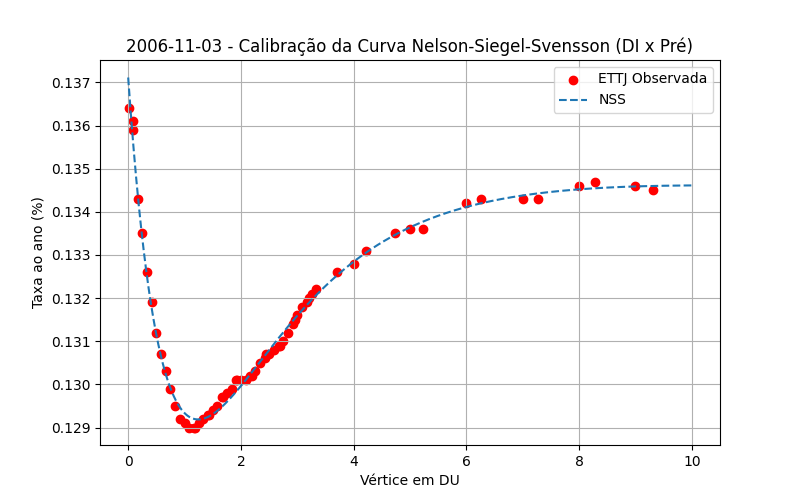 2006-11-03 - Calibração da Curva Nelson-Siegel-Svensson (DI x Pré)
ETTJ Observada
NSS
Taxa ao ano (%)
0.137
0.136
0.135
0.134
0.133
0.132
0.131
0.130
0.129
0 2 4 6 8 10
Vértice em DU